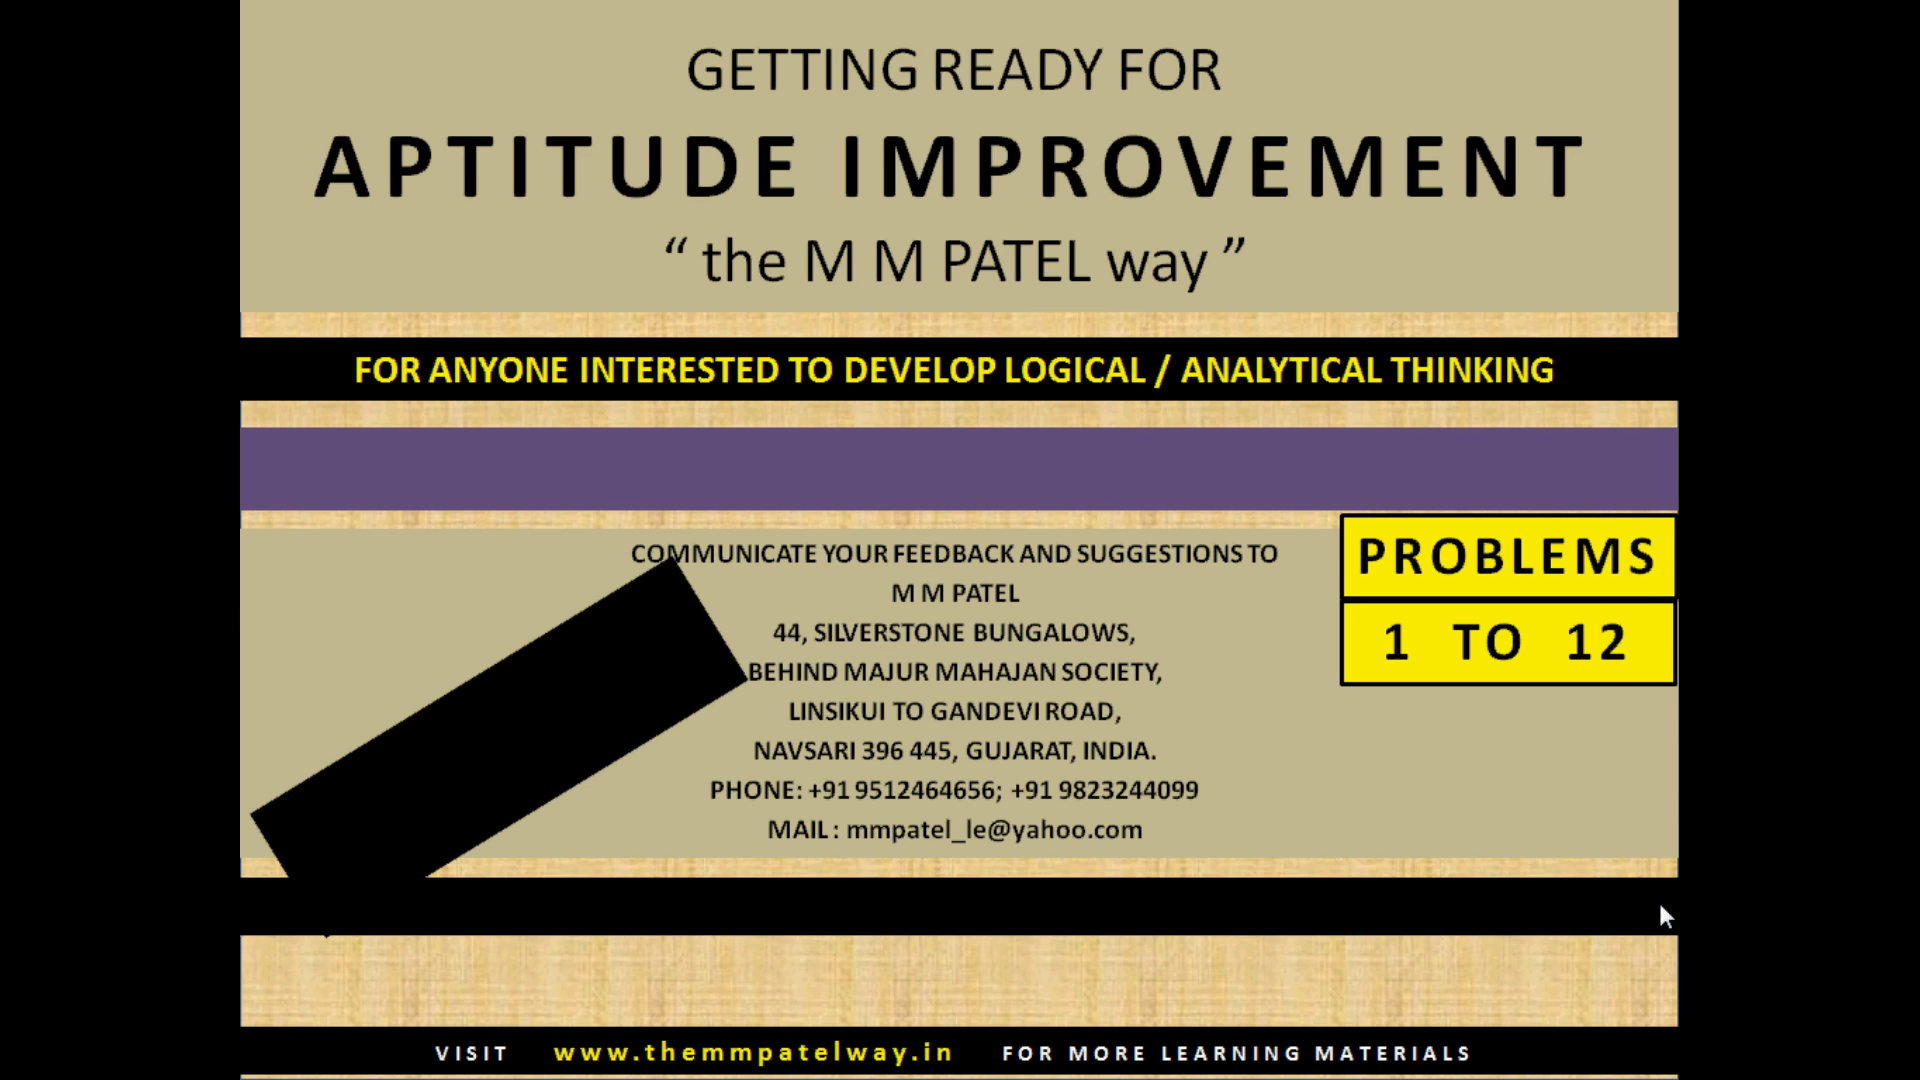 GETTING READY FOR
APTITUDE IMPROVEMENT
“ the M M PATEL way ”
FOR ANYONE INTERESTED TO DEVELOP LOGICAL / ANALYTICAL THINKING
COMMUNICATE YOUR FEEDBACK AND SUGGESTIONS TO
M M PATEL
44, SILVERSTONE BUNGALOWS,
BEHIND MAJUR MAHAJAN SOCIETY,
LINSIKUI TO GANDEVI ROAD,
NAVSARI 396 445, GUJARAT, INDIA.
PHONE: +91 9512464656; +91 9823244099
MAIL : mmpatel_le@yahoo.com
PROBLEMS
1 TO 12
VISIT www.themmpatelway.in FOR MORE LEARNING MATERIALS